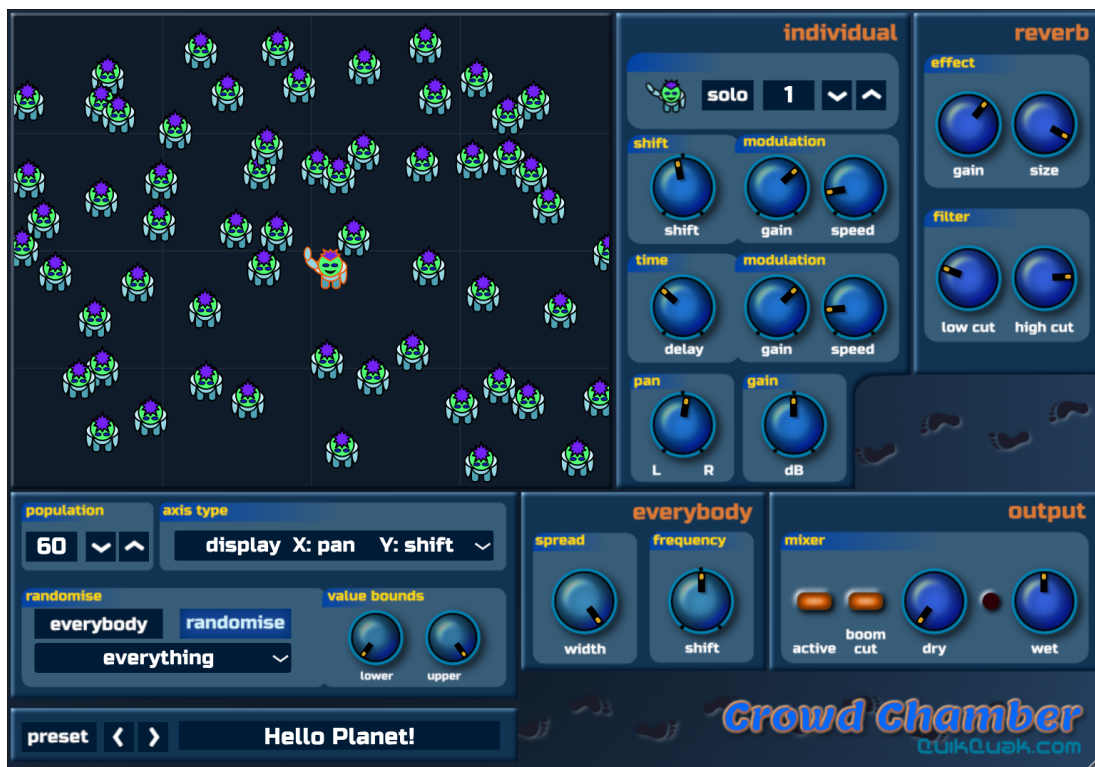 individual
solo 1
shift modulation
shift gain speed
time modulation
delay gain speed
pan gain
L R dB
reverb
effect
gain size
filter
low cut high cut
population axis type
60 display X: pan Y: shift
randomise value bounds
everybody randomise
everything
lower upper
preset Hello Planet!
everybody
spread frequency
width shift
output
mixer
active boom cut dry wet
Crowd Chamber
QuikQuak.com